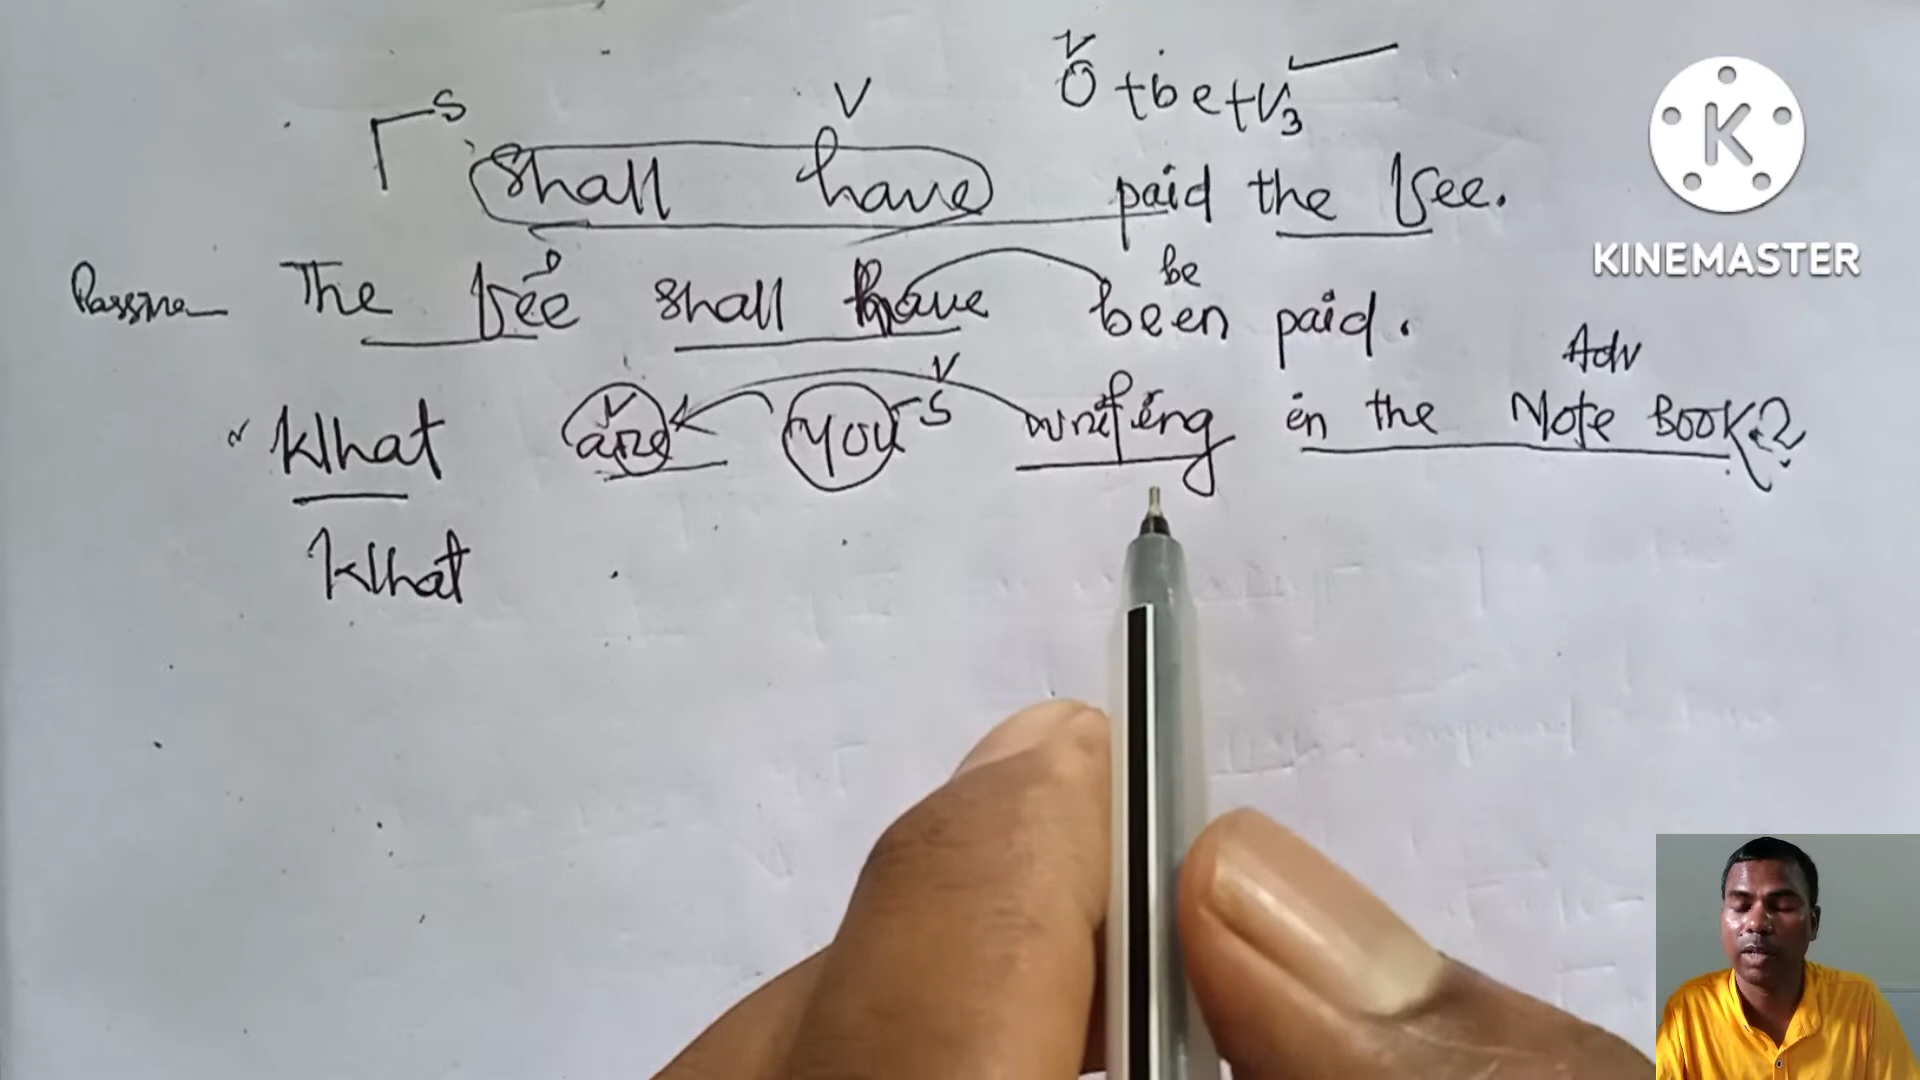 V
O + be + V3
S V
I shall have paid the fee.
O be
Passive The fee shall have been paid.
V V S Adv
What are you writing in the Note BOOK?
What
K
KINEMASTER